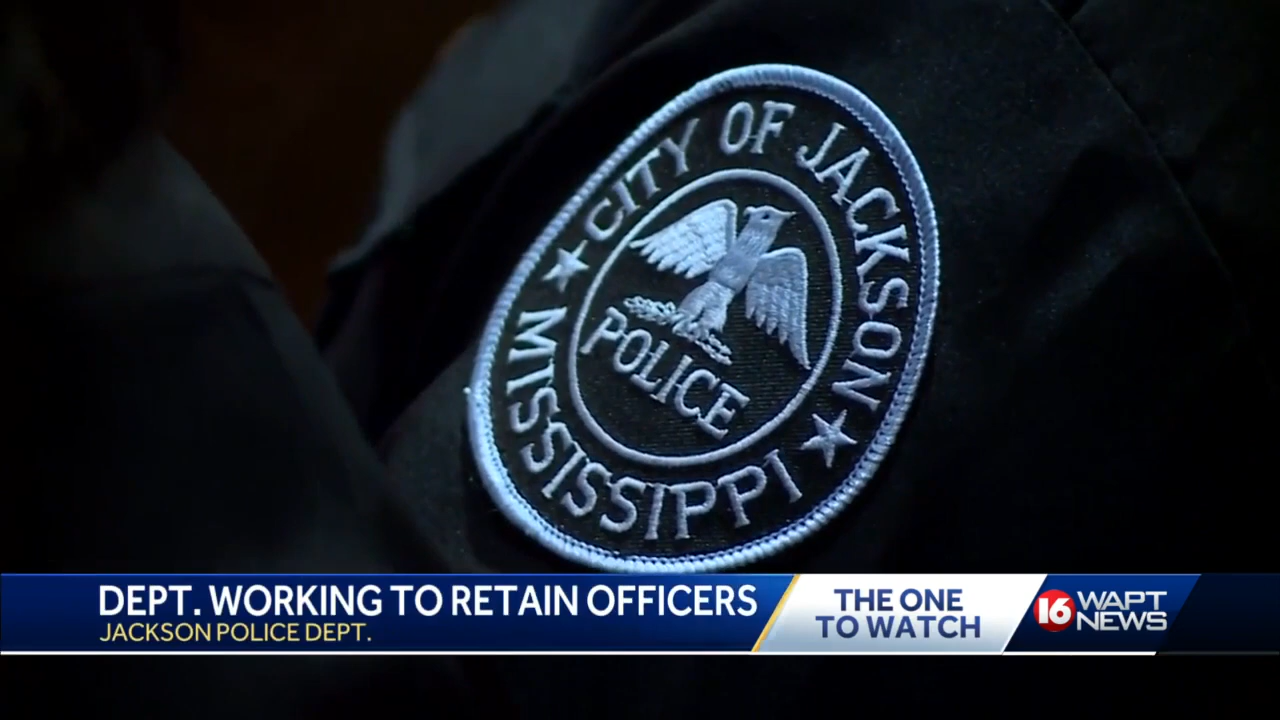 CITY OF JACKSON
POLICE
MISSISSIPPI
DEPT. WORKING TO RETAIN OFFICERS
JACKSON POLICE DEPT.
THE ONE
TO WATCH
16 WAPT
NEWS